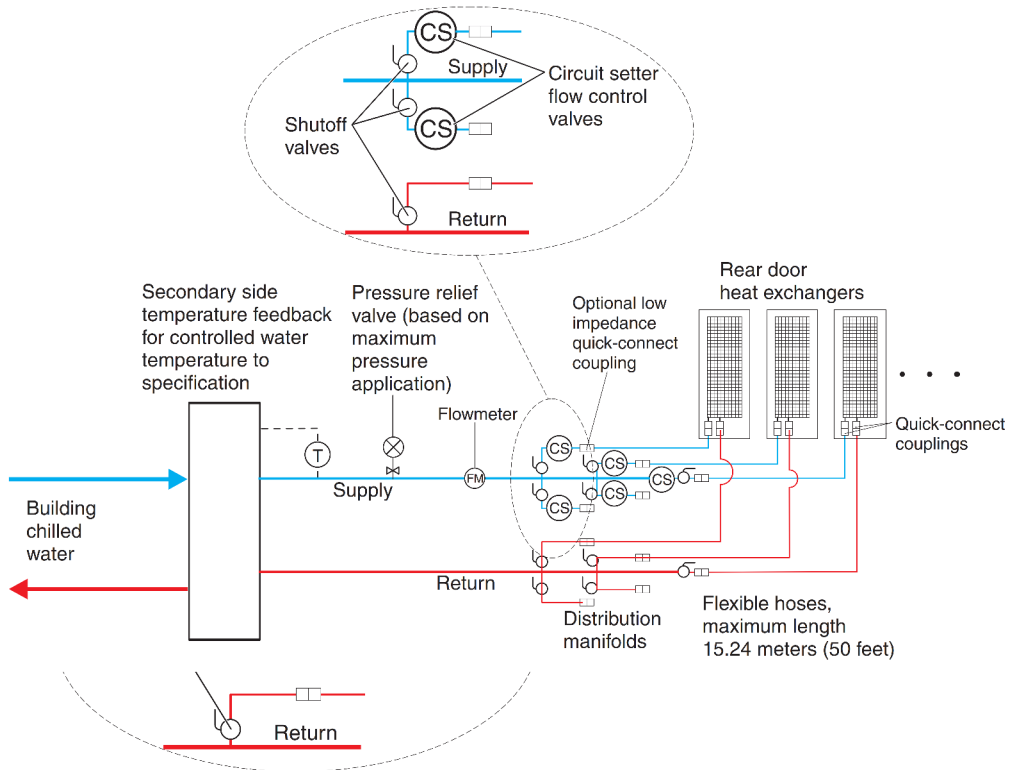 CS
Supply
Circuit setter
flow control
valves
CS
Shutoff
valves
Return
Rear door
heat exchangers
Secondary side
temperature feedback
for controlled water
temperature to
specification
Pressure relief
valve (based on
maximum
pressure
application)
Optional low
impedance
quick-connect
coupling
Flowmeter
Quick-connect
couplings
T
FM
CS
CS
CS
CS
CS
Supply
Building
chilled
water
Return
Distribution
manifolds
Flexible hoses,
maximum length
15.24 meters (50 feet)
Return